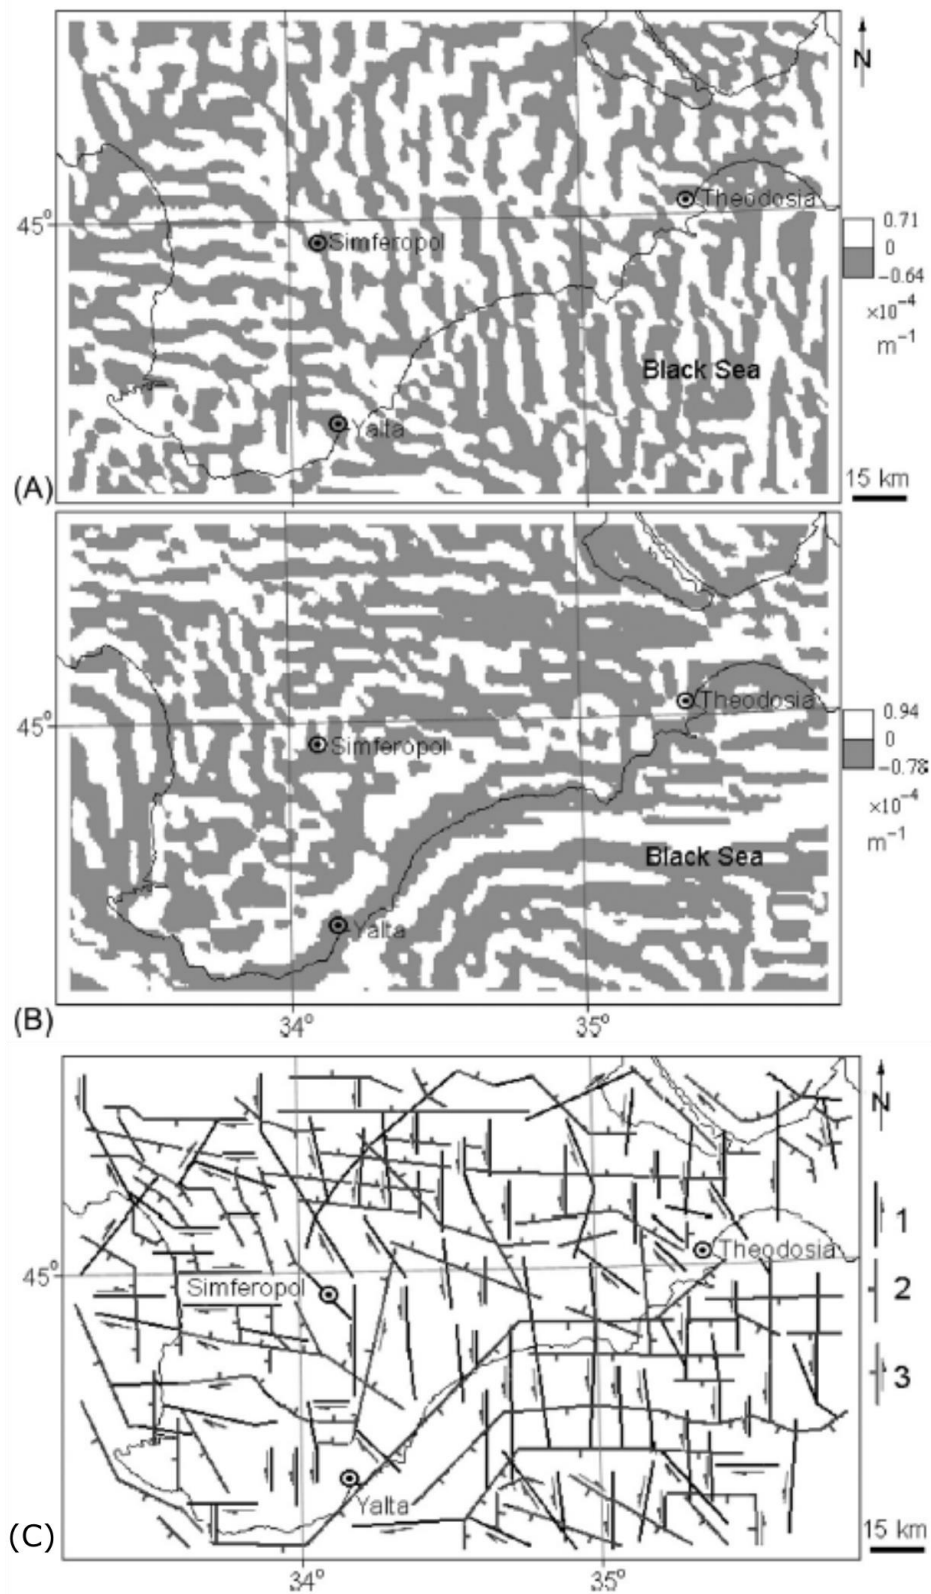 N
Theodosia
45°
Simferopol
0.71
0
−0.64
×10⁻⁴
m⁻¹
Black Sea
Yalta
(A)
15 km
Theodosia
0.94
45°
0
Simferopol
−0.78
×10⁻⁴
m⁻¹
Black Sea
Yalta
(B)
34° 35°
N
1
Theodosia
45°
Simferopol
2
3
Yalta
(C)
15 km
34° 35°